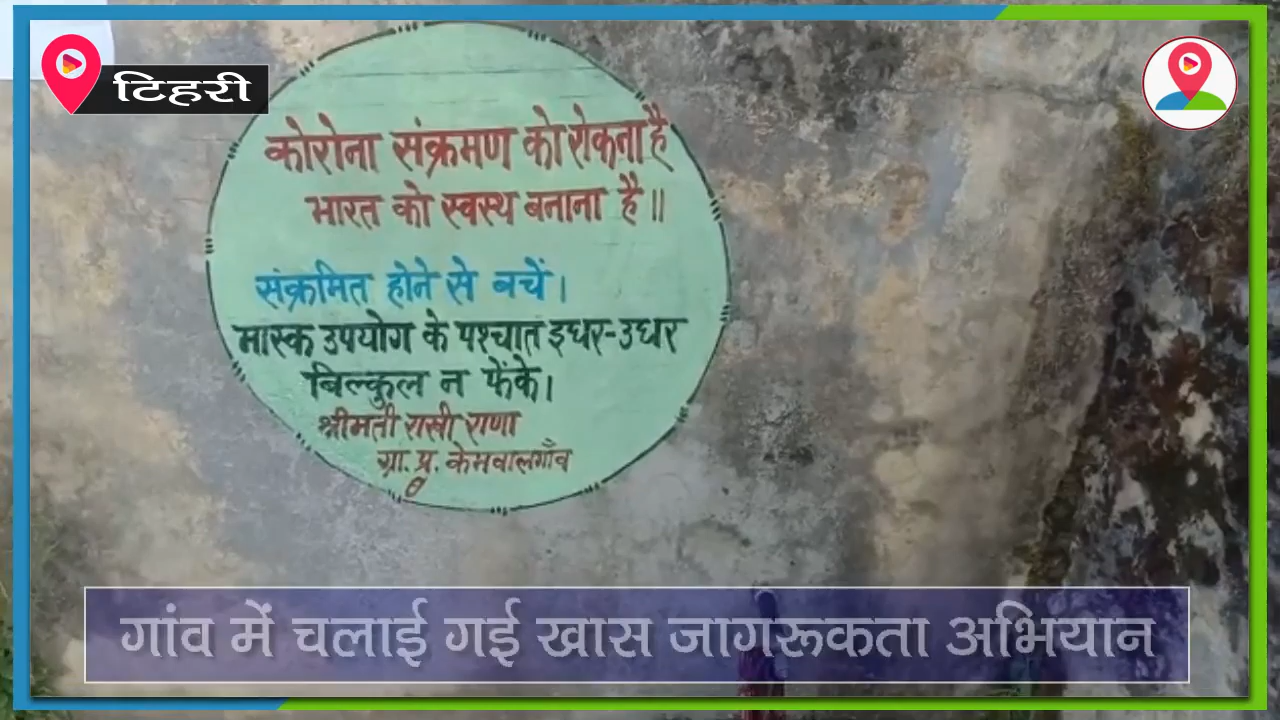 टिहरी
कोरोना संक्रमण को रोकना है
भारत को स्वस्थ बनाना है॥
संक्रमित होने से बचें।
मास्क उपयोग के पश्चात इधर-उधर
बिल्कुल न फेंके।
श्रीमती राखी राणा
ग्रा. प्र. केमवालगाँव
गांव में चलाई गई खास जागरूकता अभियान